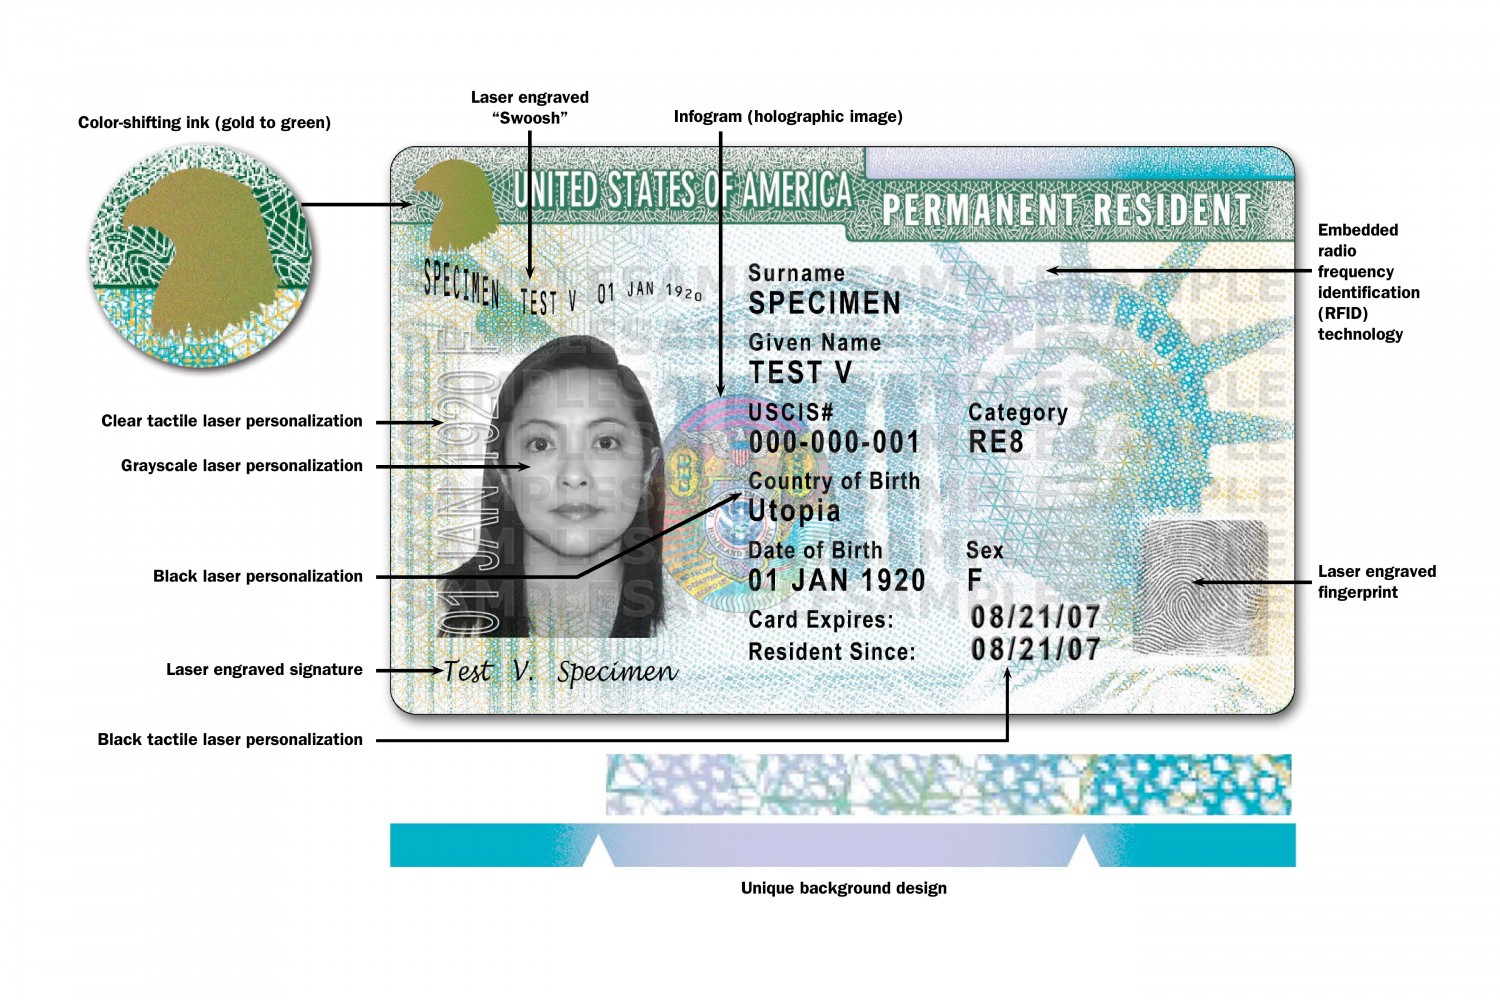 Laser engraved
“Swoosh”
Infogram (holographic image)
Color-shifting ink (gold to green)
UNITED STATES OF AMERICA
PERMANENT RESIDENT
Embedded
radio
frequency
identification
(RFID)
technology
SPECIMEN TEST V 01 JAN 1920
Surname
SPECIMEN
Given Name
TEST V
USCIS# Category
000-000-001 RE8
Country of Birth
Utopia
Date of Birth Sex
01 JAN 1920 F
Card Expires: 08/21/07
Resident Since: 08/21/07
01 JAN 1920 F
Test V. Specimen
Clear tactile laser personalization
Grayscale laser personalization
Black laser personalization
Laser engraved signature
Black tactile laser personalization
Laser engraved
fingerprint
Unique background design